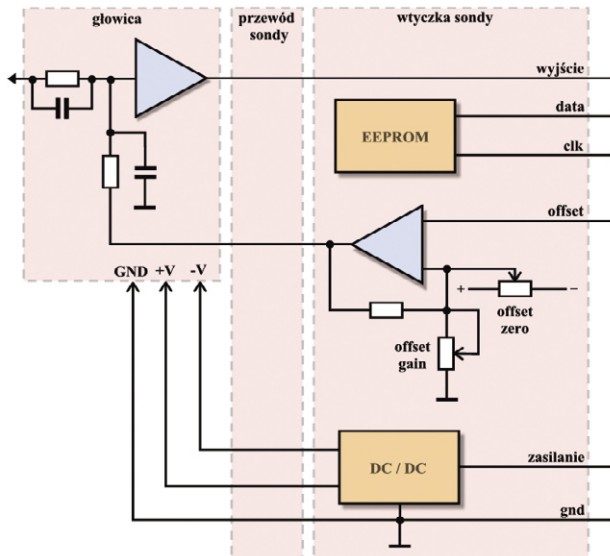 głowica
przewód
sondy
wtyczka sondy
wyjście
data
EEPROM
clk
offset
GND +V -V
+ −
offset
zero
offset
gain
DC / DC
zasilanie
gnd